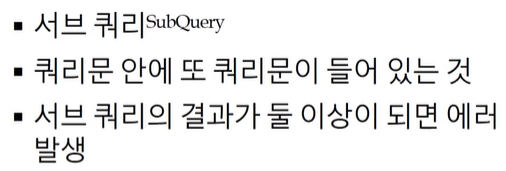 ▪ 서브 쿼리SubQuery
▪ 쿼리문 안에 또 쿼리문이 들어 있는 것
▪ 서브 쿼리의 결과가 둘 이상이 되면 에러
발생